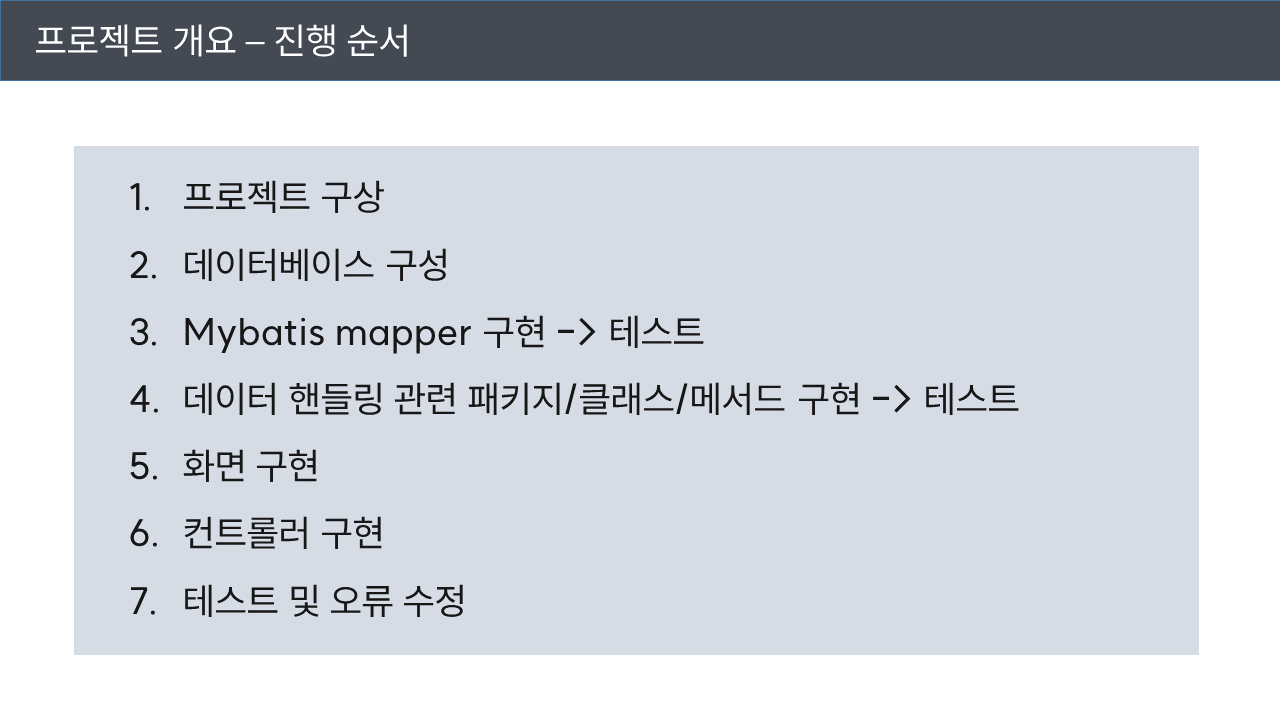 프로젝트 개요 – 진행 순서
1. 프로젝트 구상
2. 데이터베이스 구성
3. Mybatis mapper 구현 -> 테스트
4. 데이터 핸들링 관련 패키지/클래스/메서드 구현 -> 테스트
5. 화면 구현
6. 컨트롤러 구현
7. 테스트 및 오류 수정